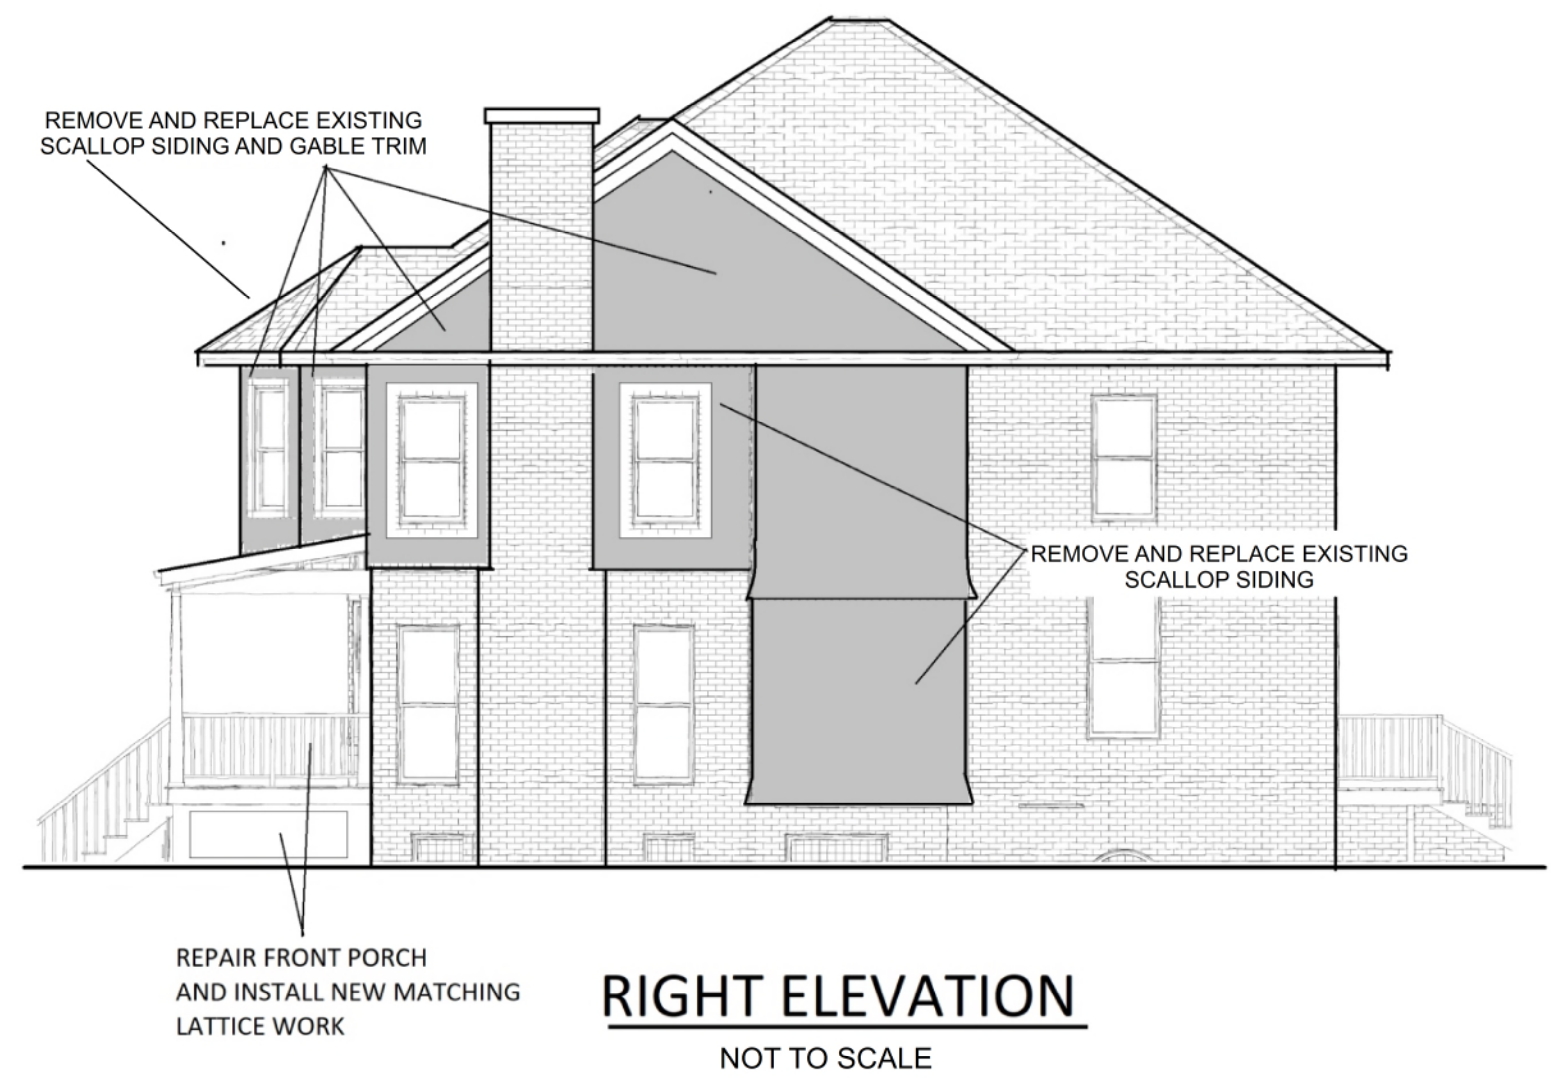 REMOVE AND REPLACE EXISTING
SCALLOP SIDING AND GABLE TRIM
REMOVE AND REPLACE EXISTING
SCALLOP SIDING
REPAIR FRONT PORCH
AND INSTALL NEW MATCHING
LATTICE WORK
RIGHT ELEVATION
NOT TO SCALE